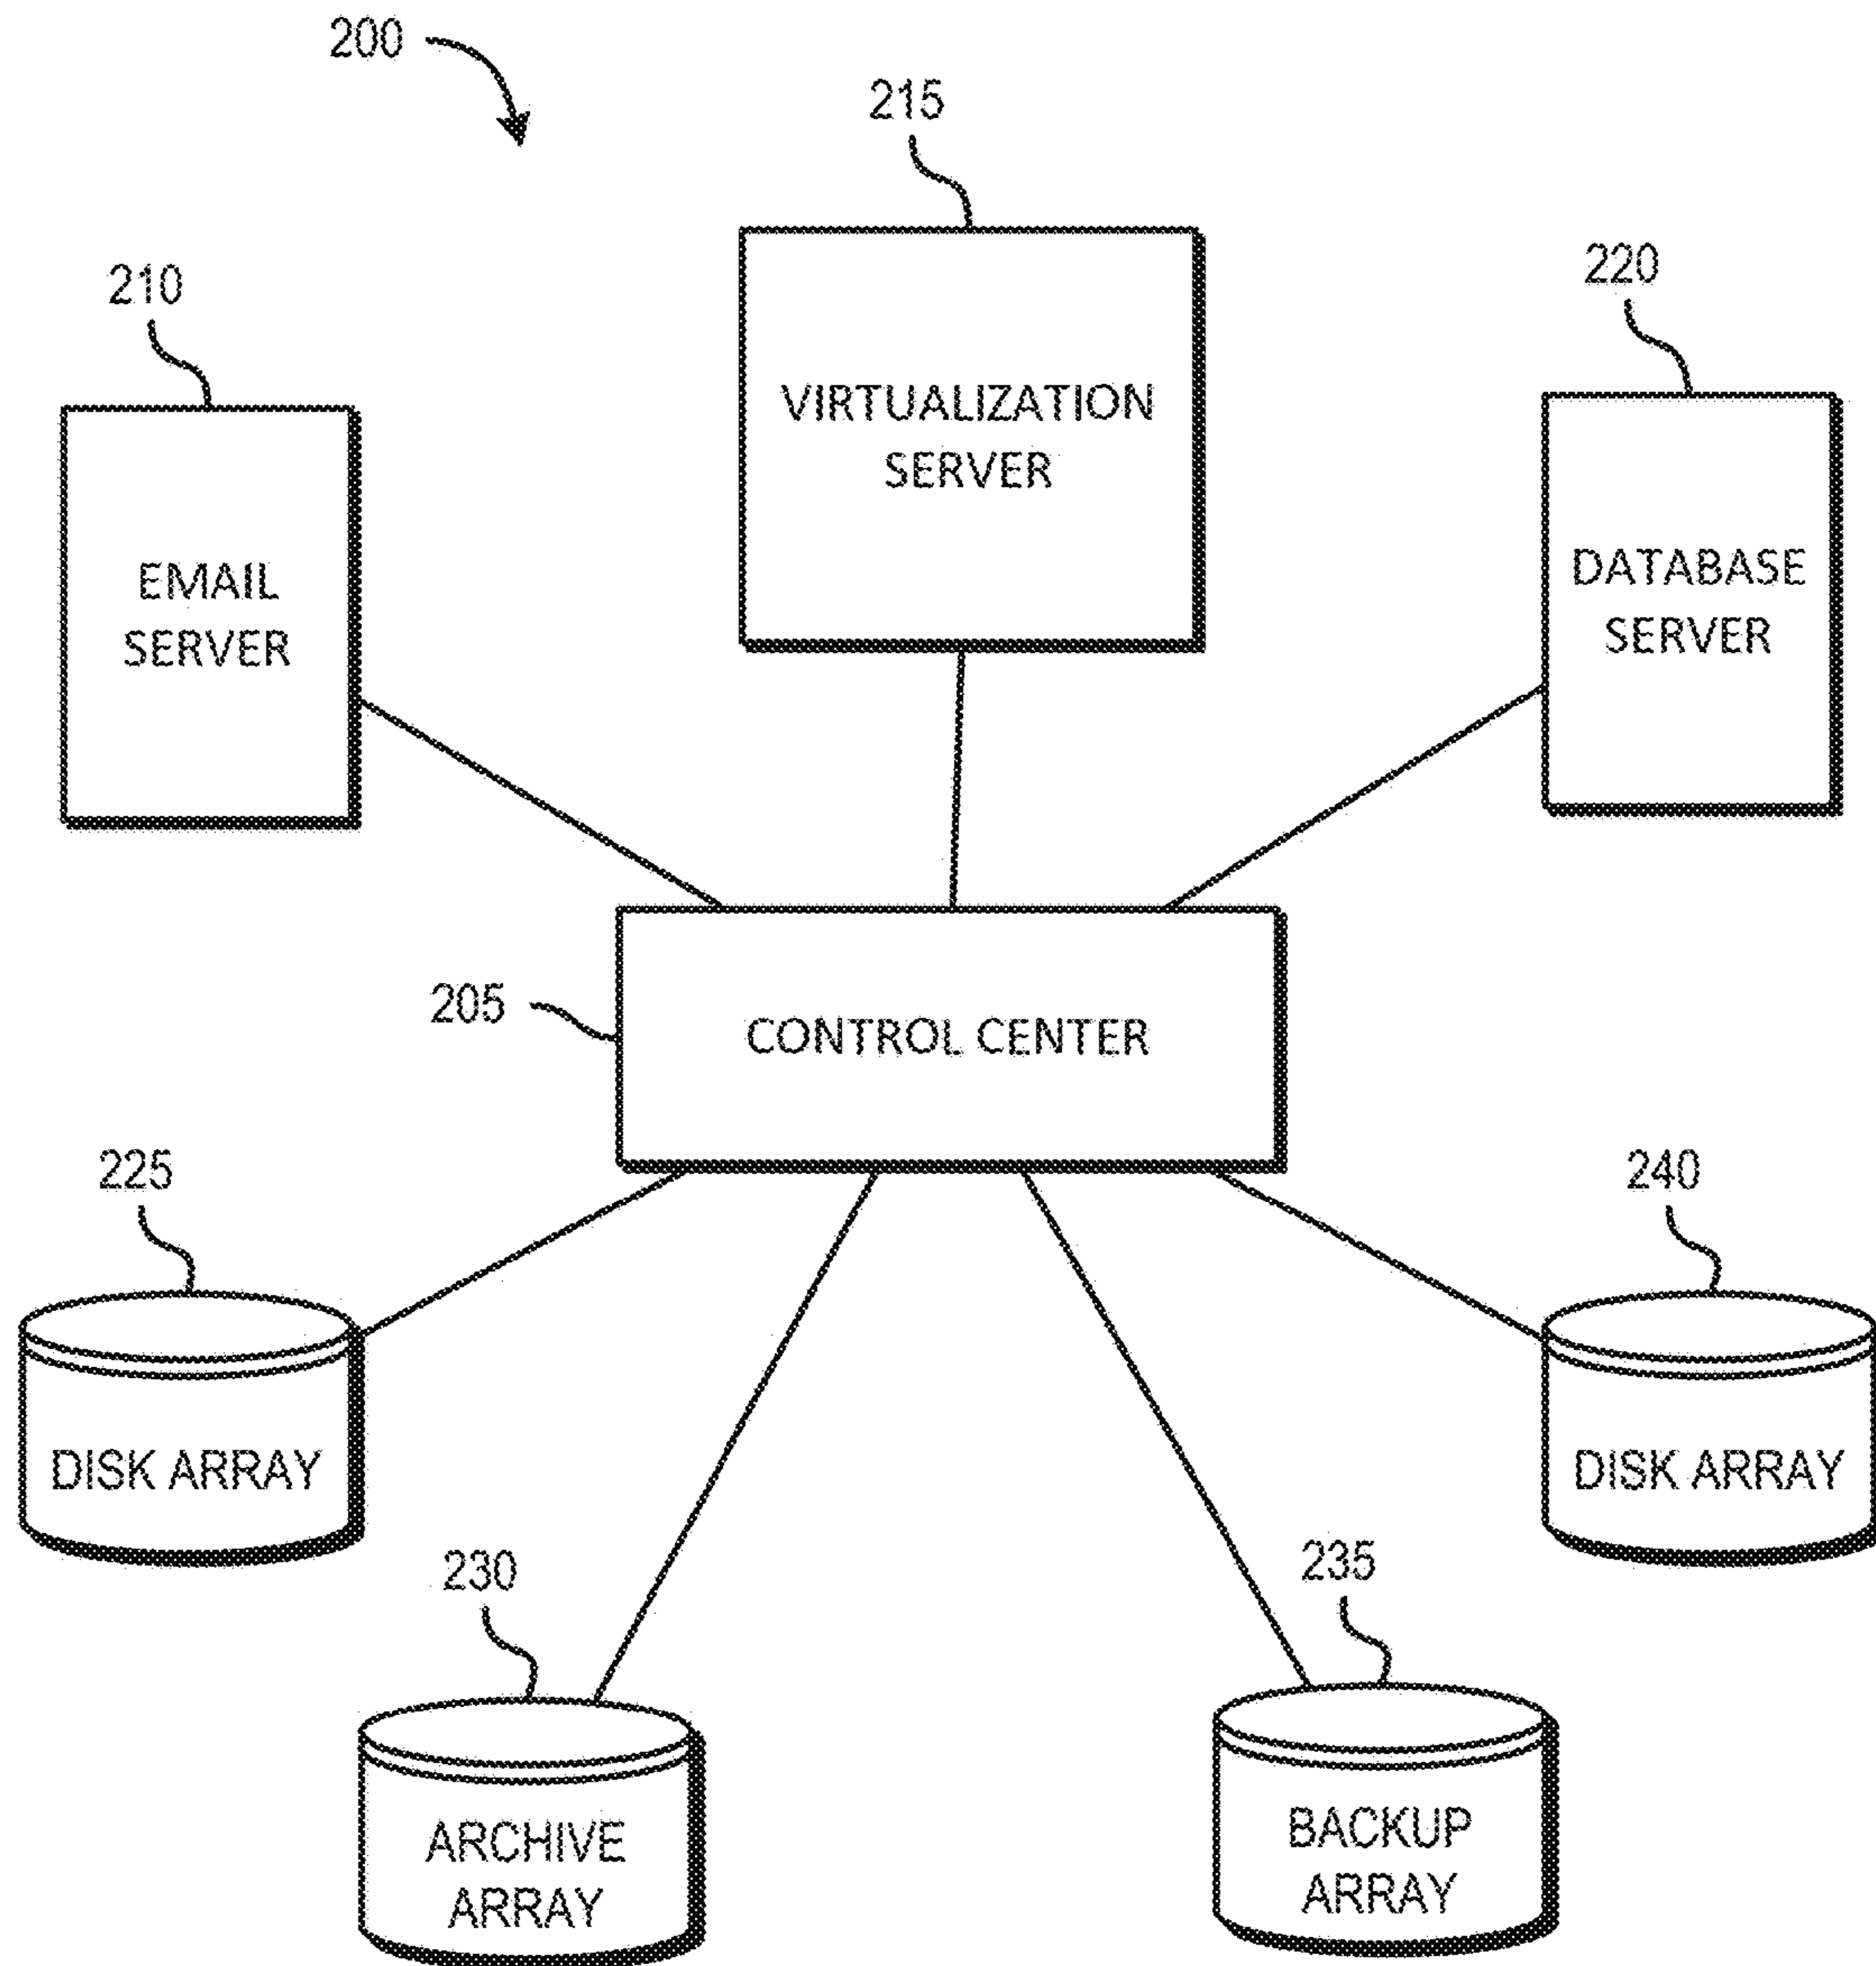 200
215
210
220
VIRTUALIZATION
SERVER
EMAIL
SERVER
DATABASE
SERVER
205
CONTROL CENTER
225
240
DISK ARRAY
DISK ARRAY
230
235
ARCHIVE
ARRAY
BACKUP
ARRAY